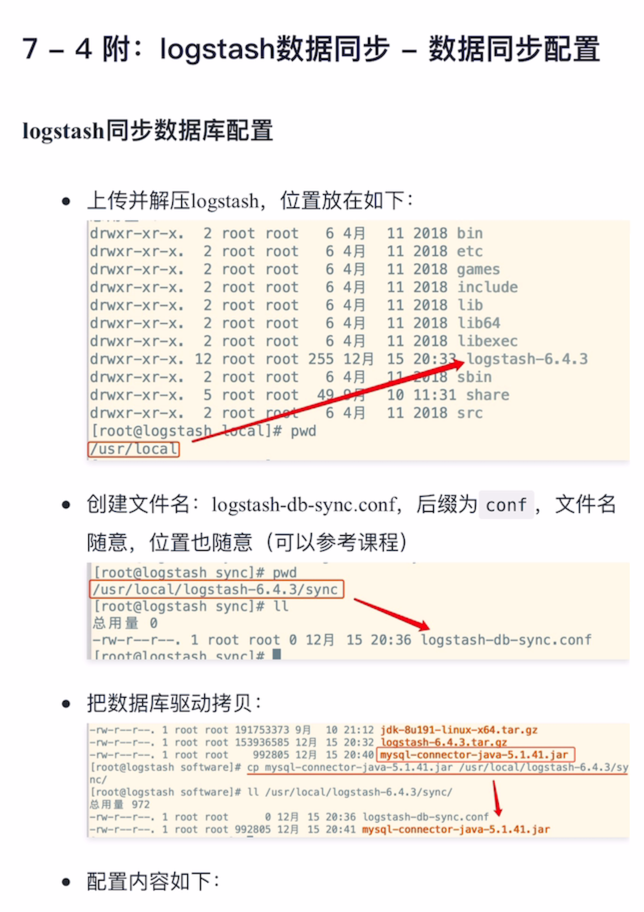 7 – 4 附：logstash数据同步 – 数据同步配置
logstash同步数据库配置
• 上传并解压logstash，位置放在如下：
drwxr-xr-x. 2 root root 6 4月 11 2018 bin
drwxr-xr-x. 2 root root 6 4月 11 2018 etc
drwxr-xr-x. 2 root root 6 4月 11 2018 games
drwxr-xr-x. 2 root root 6 4月 11 2018 include
drwxr-xr-x. 2 root root 6 4月 11 2018 lib
drwxr-xr-x. 2 root root 6 4月 11 2018 lib64
drwxr-xr-x. 2 root root 6 4月 11 2018 libexec
drwxr-xr-x. 12 root root 255 12月 15 20:33 logstash-6.4.3
drwxr-xr-x. 2 root root 6 4月 11 2018 sbin
drwxr-xr-x. 5 root root 49 9月 10 11:31 share
drwxr-xr-x. 2 root root 6 4月 11 2018 src
[root@logstash local]# pwd
/usr/local
• 创建文件名：logstash-db-sync.conf，后缀为 conf ，文件名
随意，位置也随意（可以参考课程）
[root@logstash sync]# pwd
/usr/local/logstash-6.4.3/sync
[root@logstash sync]# ll
总用量 0
-rw-r--r--. 1 root root 0 12月 15 20:36 logstash-db-sync.conf
[root@logstash sync]#
• 把数据库驱动拷贝：
-rw-r--r--. 1 root root 191753373 9月 10 21:12 jdk-8u191-linux-x64.tar.gz
-rw-r--r--. 1 root root 153936585 12月 15 20:32 logstash-6.4.3.tar.gz
-rw-r--r--. 1 root root 992805 12月 15 20:40 mysql-connector-java-5.1.41.jar
[root@logstash software]# cp mysql-connector-java-5.1.41.jar /usr/local/logstash-6.4.3/sy
nc/
[root@logstash software]# ll /usr/local/logstash-6.4.3/sync/
总用量 972
-rw-r--r--. 1 root root 0 12月 15 20:36 logstash-db-sync.conf
-rw-r--r--. 1 root root 992805 12月 15 20:41 mysql-connector-java-5.1.41.jar
• 配置内容如下：